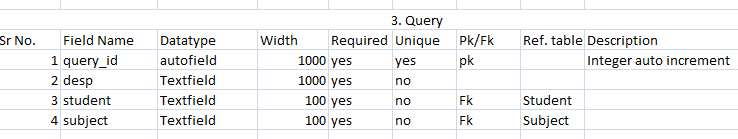 3. Query
Sr No. Field Name Datatype Width Required Unique Pk/Fk Ref. table Description
1 query_id autofield 1000 yes yes pk Integer auto increment
2 desp Textfield 1000 yes no
3 student Textfield 100 yes no Fk Student
4 subject Textfield 100 yes no Fk Subject